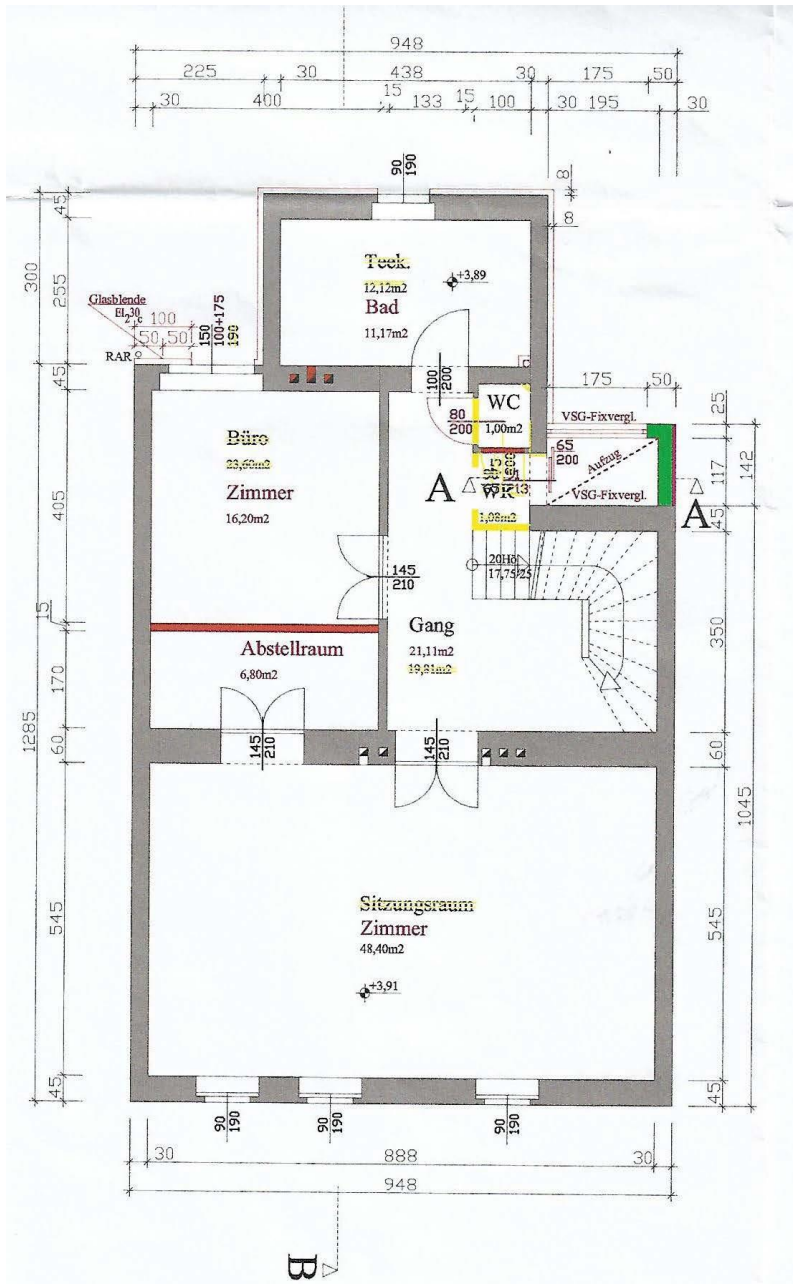 948
225 30 438 30 175 50
30 400 15 133 15 100 30 195 30
90
190
8
8
45
300
255
45
Teek.
12,12m2
Bad
11,17m2
+3,89
Glasblende
EI230c
100
50 50
RAR
150
100+175
190
100
200
80
200
WC
1,00m2
175 50
VSG-Fixvergl.
65
200
Aufzug
VSG-Fixvergl.
25
117
142
45
A
A
WK
1,08m2
Büro
23,60m2
Zimmer
16,20m2
405
145
210
20Hö
17,75/25
Gang
21,11m2
19,81m2
350
15
Abstellraum
6,80m2
170
1285
60
145
210
145
210
60
1045
Sitzungsraum
Zimmer
48,40m2
+3,91
545
545
45
45
90
190
90
190
90
190
30 888 30
948
B